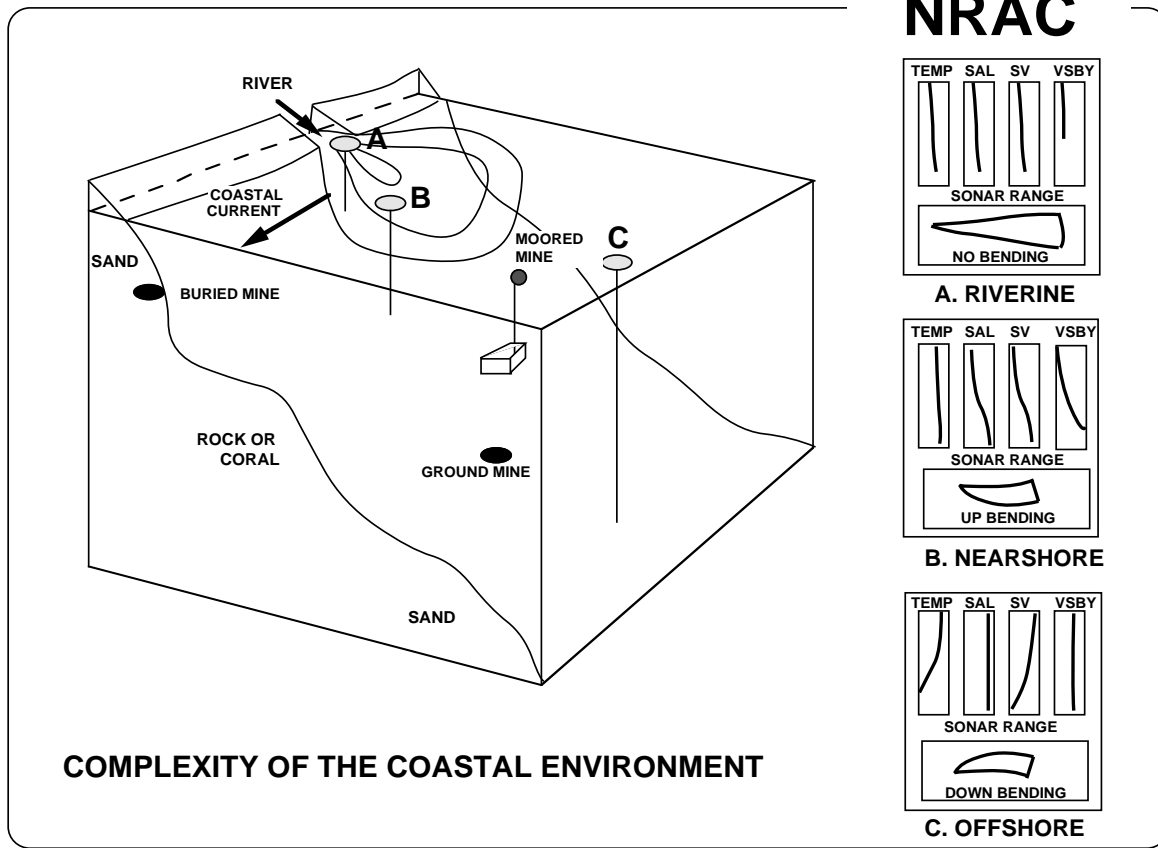 NRAC
RIVER
A
COASTAL
CURRENT
B
SAND
BURIED MINE
MOORED
MINE
C
ROCK OR
CORAL
GROUND MINE
SAND
COMPLEXITY OF THE COASTAL ENVIRONMENT
TEMP SAL SV VSBY
SONAR RANGE
NO BENDING
A. RIVERINE
TEMP SAL SV VSBY
SONAR RANGE
UP BENDING
B. NEARSHORE
TEMP SAL SV VSBY
SONAR RANGE
DOWN BENDING
C. OFFSHORE